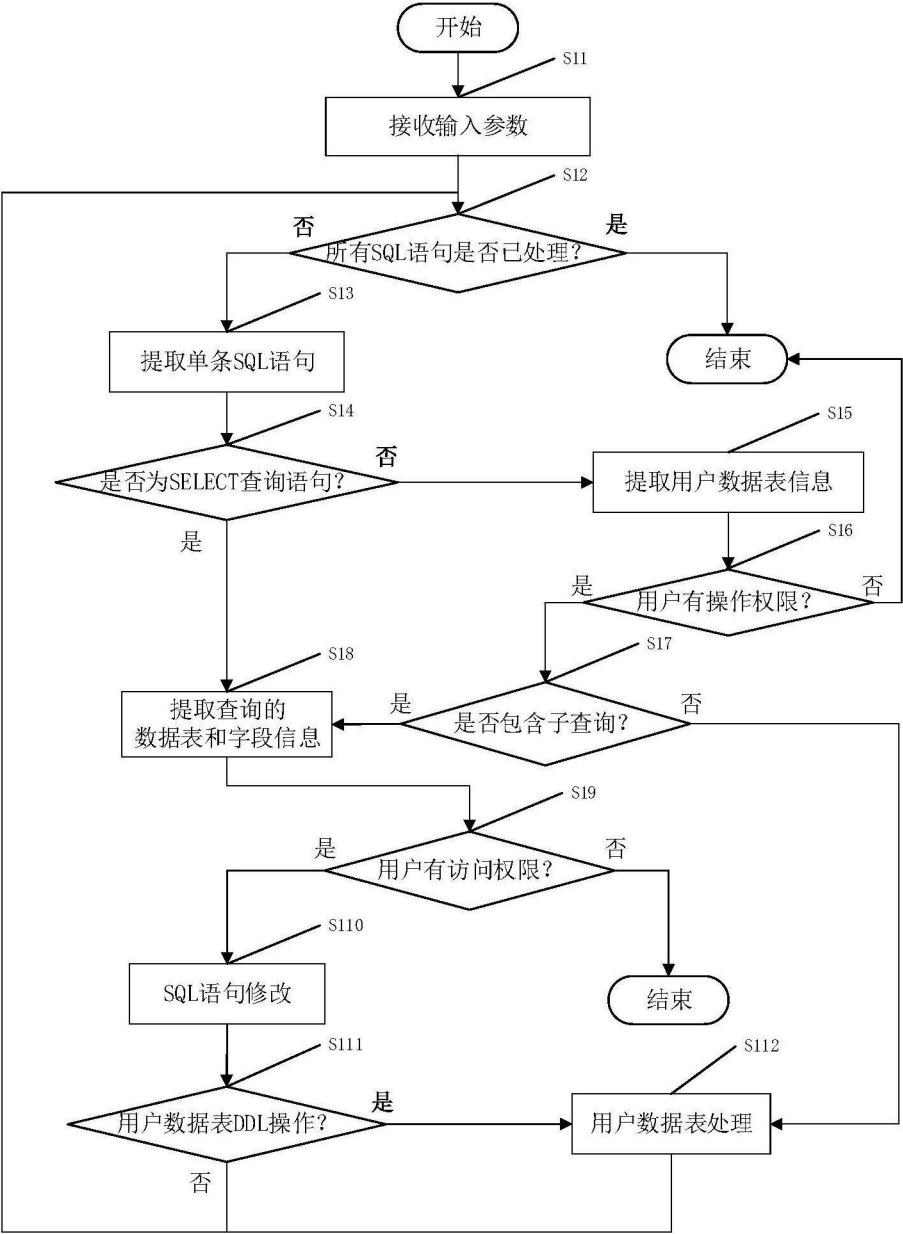 开始
S11
接收输入参数
S12
否
是
所有SQL语句是否已处理?
S13
提取单条SQL语句
结束
S14
S15
否
是否为SELECT查询语句?
提取用户数据表信息
是
S16
是
否
用户有操作权限?
S17
S18
提取查询的
数据表和字段信息
是
否
是否包含子查询?
S19
是
否
用户有访问权限?
S110
SQL语句修改
结束
S111
S112
是
用户数据表DDL操作?
用户数据表处理
否